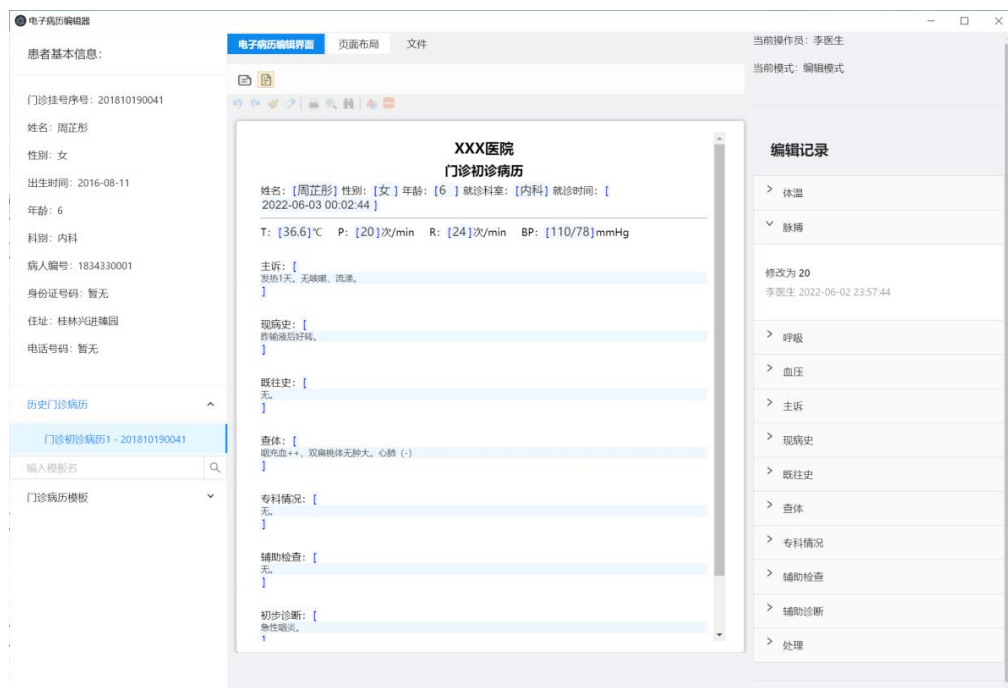 电子病历编辑器
患者基本信息:
门诊挂号序号: 201810190041
姓名: 周芷彤
性别: 女
出生时间: 2016-08-11
年龄: 6
科别: 内科
病人编号: 1834330001
身份证号码: 暂无
住址: 桂林兴进臻园
电话号码: 暂无
历史门诊病历
门诊初诊病历1 - 201810190041
输入模板名
门诊病历模板
电子病历编辑界面 页面布局 文件
XXX医院
门诊初诊病历
姓名: [周芷彤] 性别: [女 ] 年龄: [6 ] 就诊科室: [内科] 就诊时间: [
2022-06-03 00:02:44 ]
T: [36.6]℃ P: [20]次/min R: [24]次/min BP: [110/78]mmHg
主诉: [
发热1天。无咳嗽、流涕。
]
现病史: [
昨输液后好转。
]
既往史: [
无。
]
查体: [
咽充血++，双扁桃体无肿大。心肺（-）
]
专科情况: [
无。
]
辅助检查: [
无。
]
初步诊断: [
急性咽炎。
]
当前操作员: 李医生
当前模式: 编辑模式
编辑记录
体温
脉搏
修改为 20
李医生 2022-06-02 23:57:44
呼吸
血压
主诉
现病史
既往史
查体
专科情况
辅助检查
辅助诊断
处理